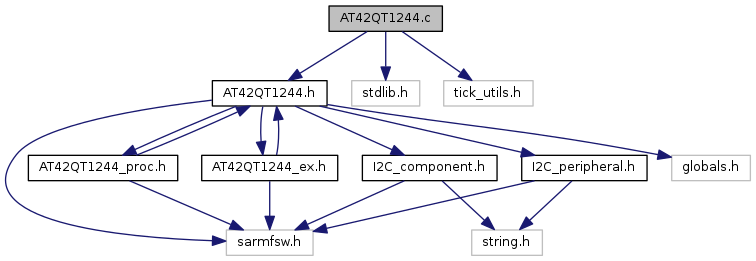 AT42QT1244.c
AT42QT1244.h
stdlib.h
tick_utils.h
AT42QT1244_proc.h
AT42QT1244_ex.h
I2C_component.h
I2C_peripheral.h
globals.h
sarmfsw.h
string.h